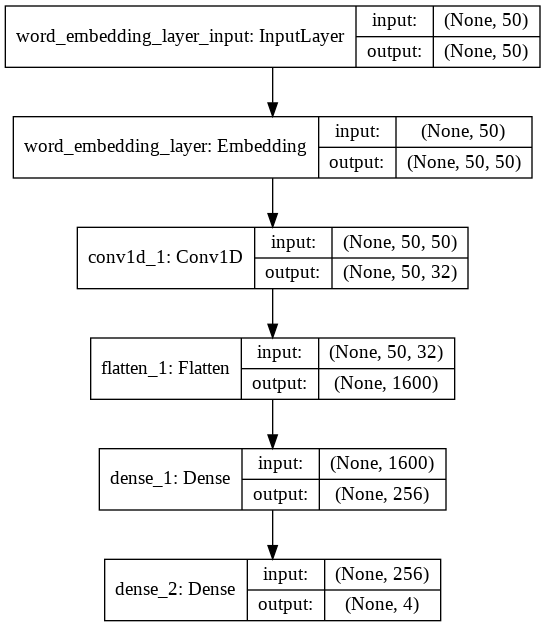 word_embedding_layer_input: InputLayer
input: (None, 50)
output: (None, 50)
word_embedding_layer: Embedding
input: (None, 50)
output: (None, 50, 50)
conv1d_1: Conv1D
input: (None, 50, 50)
output: (None, 50, 32)
flatten_1: Flatten
input: (None, 50, 32)
output: (None, 1600)
dense_1: Dense
input: (None, 1600)
output: (None, 256)
dense_2: Dense
input: (None, 256)
output: (None, 4)